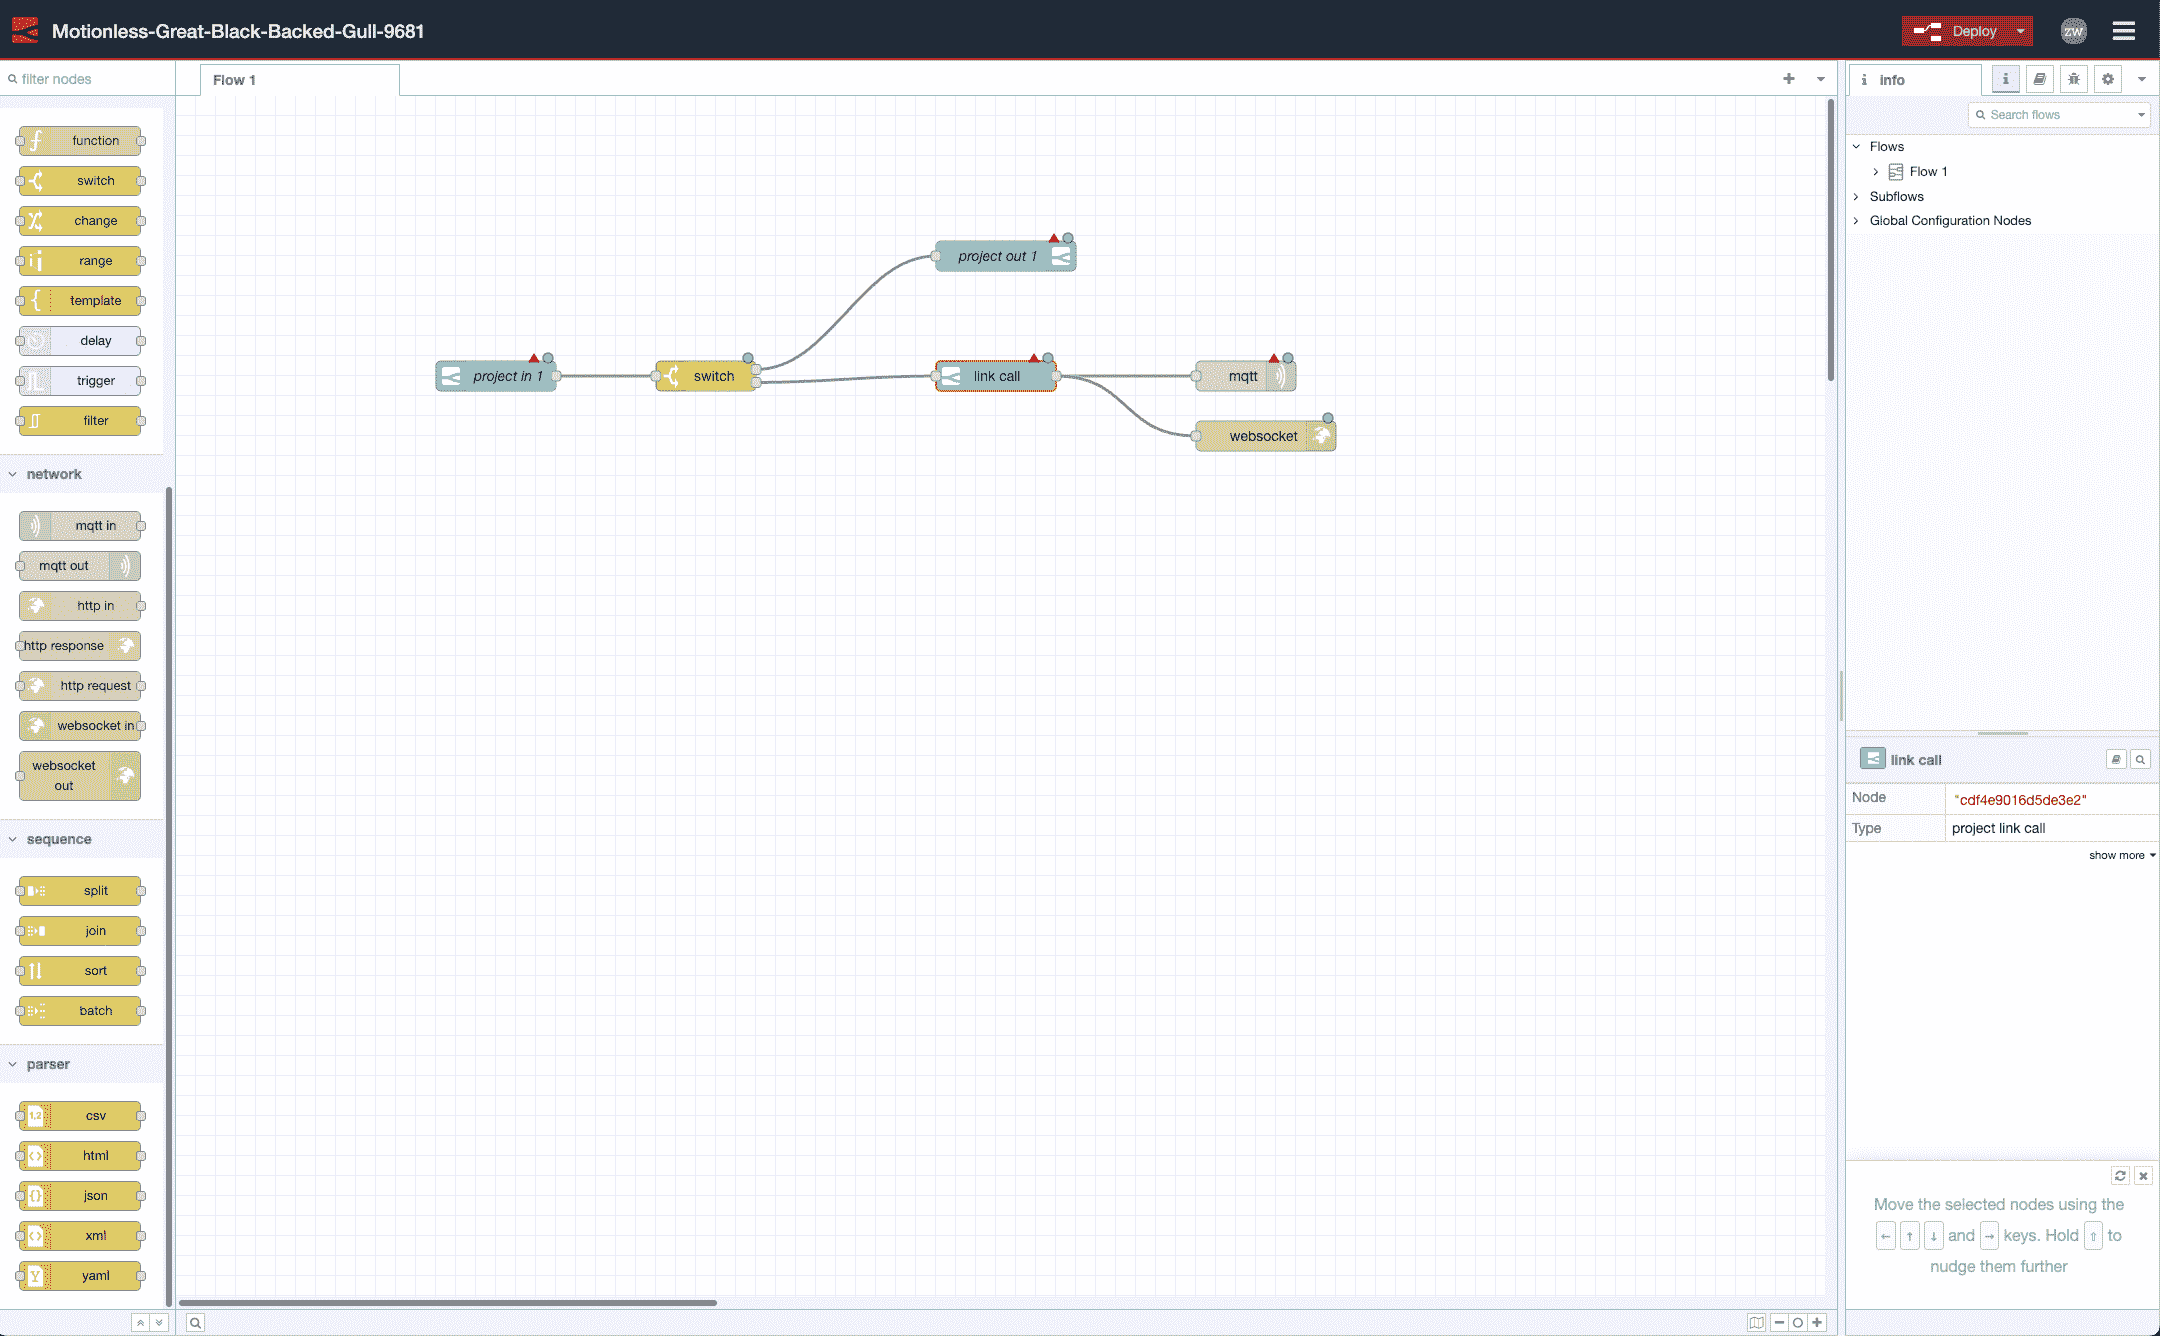 Motionless-Great-Black-Backed-Gull-9681
Deploy
ZW
filter nodes
Flow 1
info
Search flows
function
switch
change
range
template
delay
trigger
filter
network
mqtt in
mqtt out
http in
http response
http request
websocket in
websocket
out
sequence
split
join
sort
batch
parser
csv
html
json
xml
yaml
project out 1
project in 1
switch
link call
mqtt
websocket
Flows
Flow 1
Subflows
Global Configuration Nodes
link call
Node "cdf4e9016d5de3e2"
Type project link call
show more
Move the selected nodes using the
← ↑ ↓ and → keys. Hold ⇧ to
nudge them further